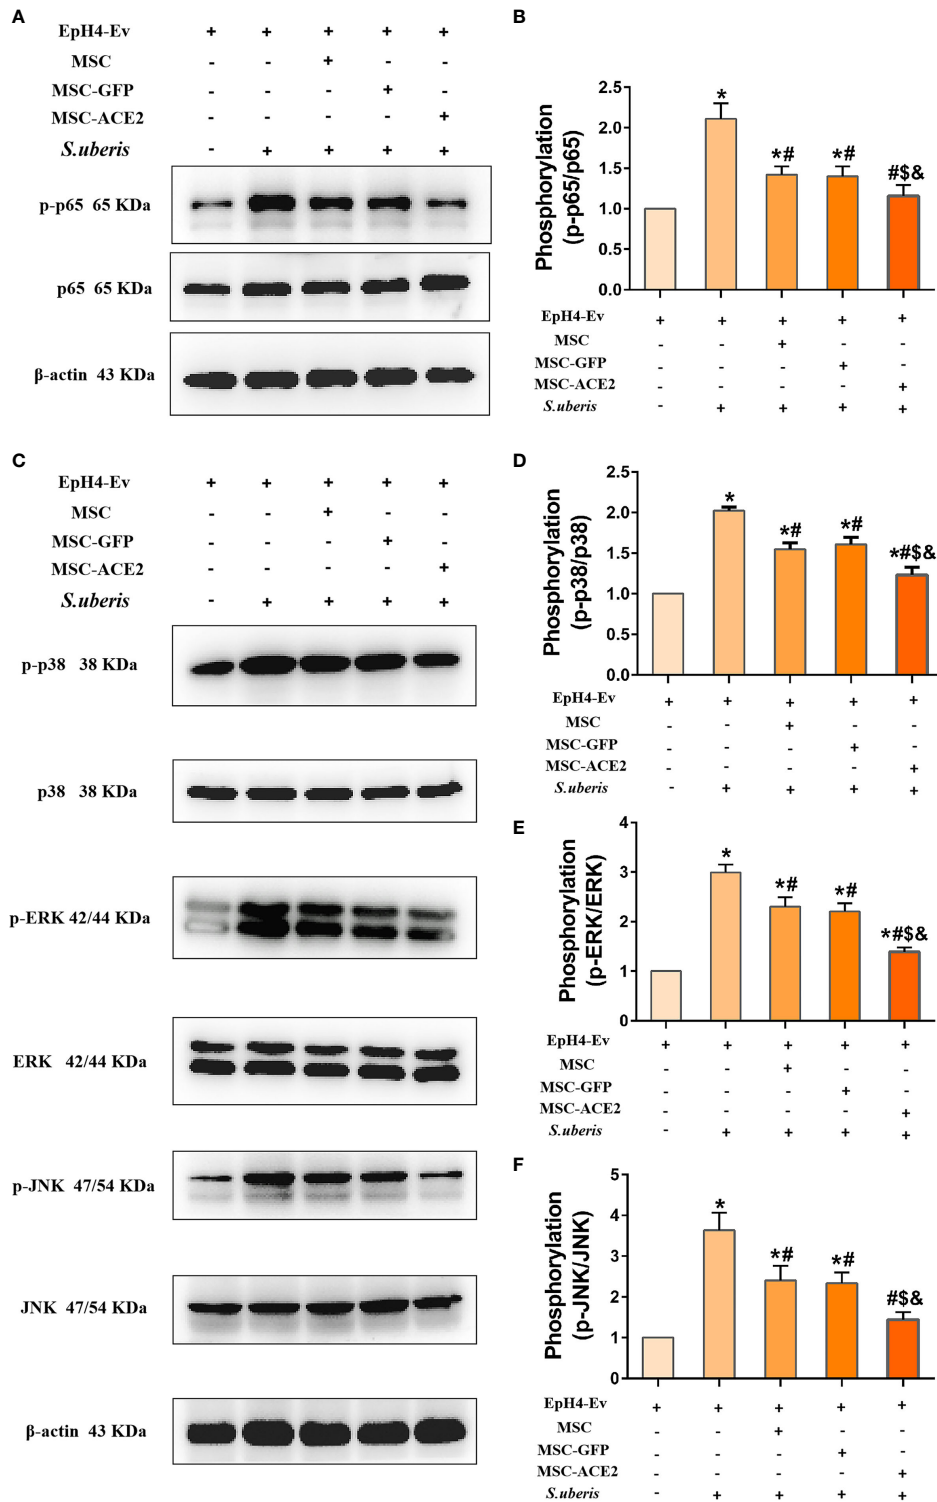 A
EpH4-Ev + + + + +
MSC - - + - -
MSC-GFP - - - + -
MSC-ACE2 - - - - +
S.uberis - + + + +
p-p65 65 KDa
p65 65 KDa
β-actin 43 KDa
B
Phosphorylation
(p-p65/p65)
2.5
2.0
1.5
1.0
0.5
0.0
* *# *# #$&
EpH4-Ev + + + + +
MSC - - + - -
MSC-GFP - - - + -
MSC-ACE2 - - - - +
S.uberis - + + + +
C
EpH4-Ev + + + + +
MSC - - + - -
MSC-GFP - - - + -
MSC-ACE2 - - - - +
S.uberis - + + + +
p-p38 38 KDa
p38 38 KDa
p-ERK 42/44 KDa
ERK 42/44 KDa
p-JNK 47/54 KDa
JNK 47/54 KDa
β-actin 43 KDa
D
Phosphorylation
(p-p38/p38)
2.5
2.0
1.5
1.0
0.5
0.0
* *# *# *#$&
EpH4-Ev + + + + +
MSC - - + - -
MSC-GFP - - - + -
MSC-ACE2 - - - - +
S.uberis - + + + +
E
Phosphorylation
(p-ERK/ERK)
4
3
2
1
0
* *# *# *#$&
EpH4-Ev + + + + +
MSC - - + - -
MSC-GFP - - - + -
MSC-ACE2 - - - - +
S.uberis - + + + +
F
Phosphorylation
(p-JNK/JNK)
5
4
3
2
1
0
* *# *# #$&
EpH4-Ev + + + + +
MSC - - + - -
MSC-GFP - - - + -
MSC-ACE2 - - - - +
S.uberis - + + + +